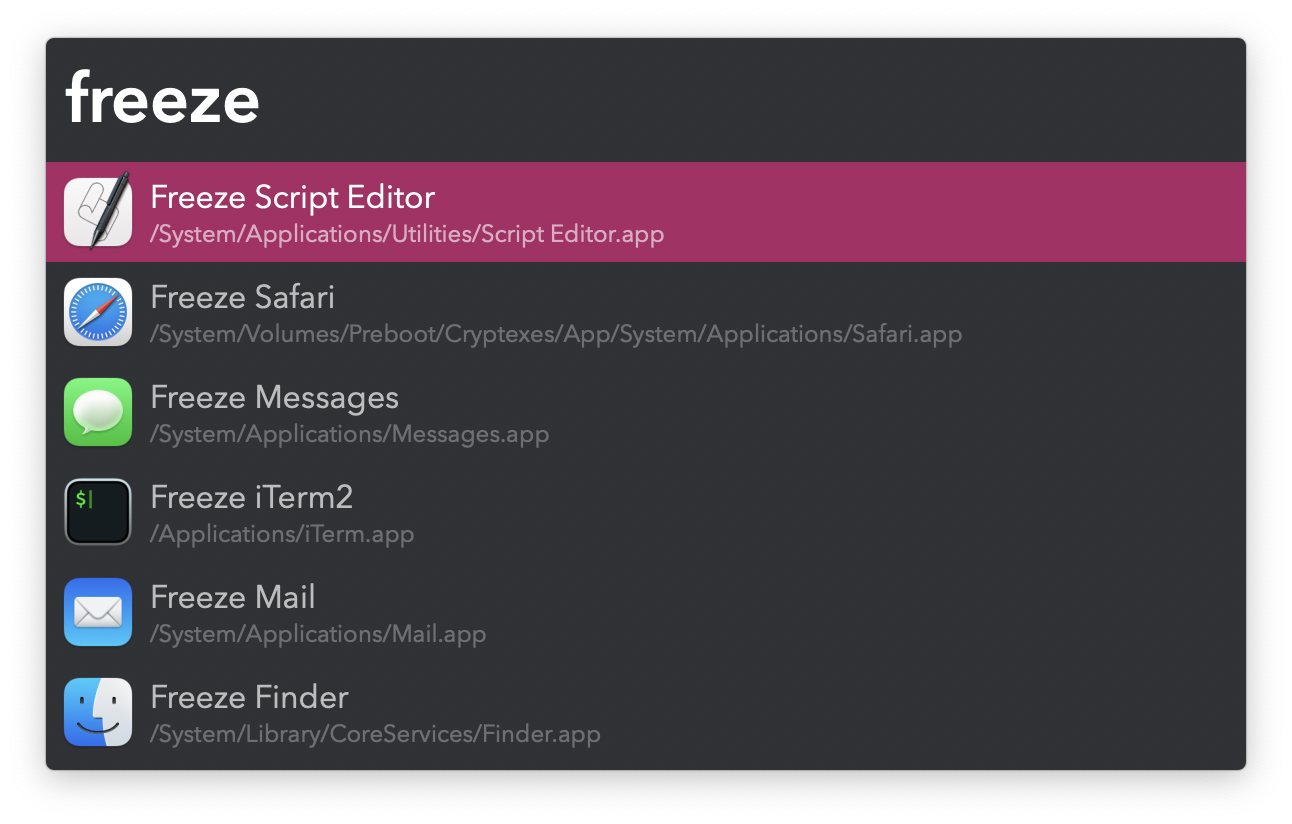 freeze
Freeze Script Editor
/System/Applications/Utilities/Script Editor.app
Freeze Safari
/System/Volumes/Preboot/Cryptexes/App/System/Applications/Safari.app
Freeze Messages
/System/Applications/Messages.app
$
Freeze iTerm2
/Applications/iTerm.app
Freeze Mail
/System/Applications/Mail.app
Freeze Finder
/System/Library/CoreServices/Finder.app